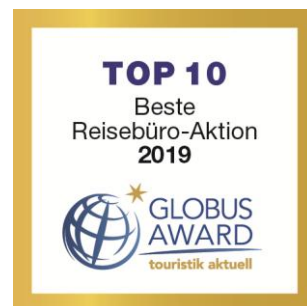 TOP 10
Beste
Reisebüro-Aktion
2019
GLOBUS
AWARD
touristik aktuell